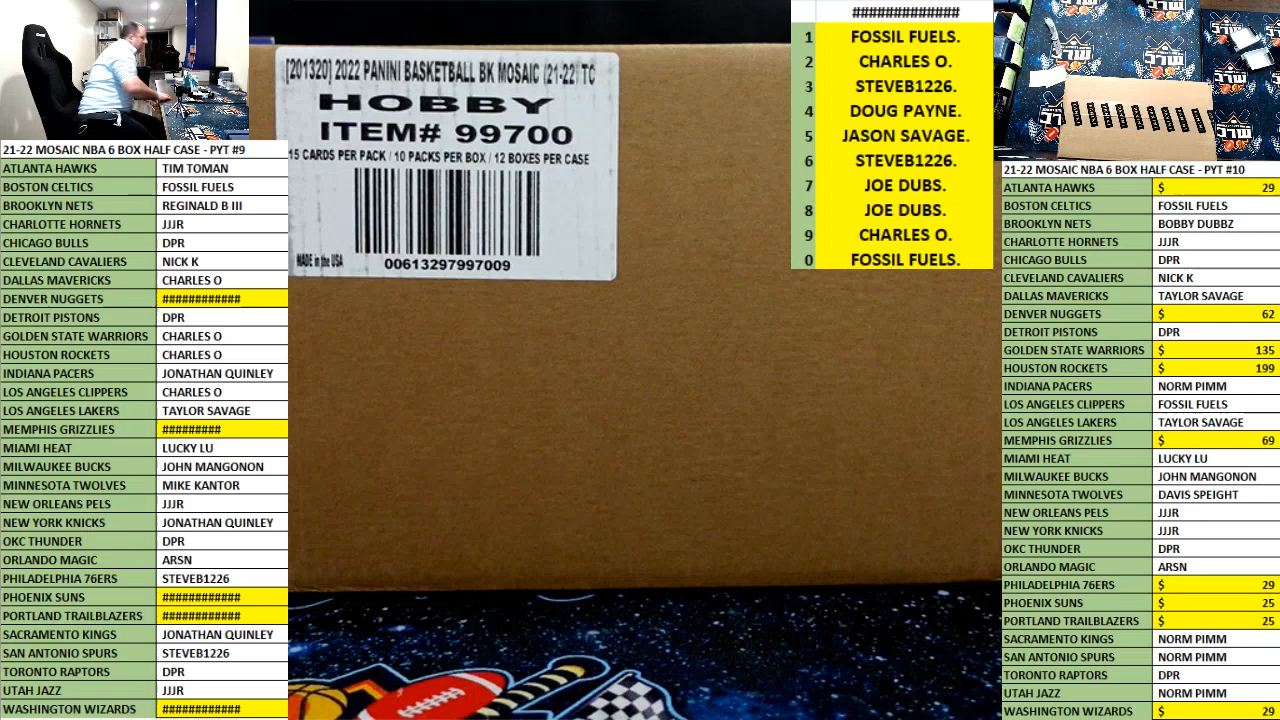 21-22 MOSAIC NBA 6 BOX HALF CASE - PYT #9
ATLANTA HAWKS TIM TOMAN
BOSTON CELTICS FOSSIL FUELS
BROOKLYN NETS REGINALD B III
CHARLOTTE HORNETS JJJR
CHICAGO BULLS DPR
CLEVELAND CAVALIERS NICK K
DALLAS MAVERICKS CHARLES O
DENVER NUGGETS ############
DETROIT PISTONS DPR
GOLDEN STATE WARRIORS CHARLES O
HOUSTON ROCKETS CHARLES O
INDIANA PACERS JONATHAN QUINLEY
LOS ANGELES CLIPPERS CHARLES O
LOS ANGELES LAKERS TAYLOR SAVAGE
MEMPHIS GRIZZLIES #########
MIAMI HEAT LUCKY LU
MILWAUKEE BUCKS JOHN MANGONON
MINNESOTA TWOLVES MIKE KANTOR
NEW ORLEANS PELS JJJR
NEW YORK KNICKS JONATHAN QUINLEY
OKC THUNDER DPR
ORLANDO MAGIC ARSN
PHILADELPHIA 76ERS STEVEB1226
PHOENIX SUNS ############
PORTLAND TRAILBLAZERS ############
SACRAMENTO KINGS JONATHAN QUINLEY
SAN ANTONIO SPURS STEVEB1226
TORONTO RAPTORS DPR
UTAH JAZZ JJJR
WASHINGTON WIZARDS ############
[201320] 2022 PANINI BASKETBALL BK MOSAIC (21-22) TC
HOBBY
ITEM# 99700
15 CARDS PER PACK / 10 PACKS PER BOX / 12 BOXES PER CASE
MADE in the USA
00613297997009
#############
1 FOSSIL FUELS.
2 CHARLES O.
3 STEVEB1226.
4 DOUG PAYNE.
5 JASON SAVAGE.
6 STEVEB1226.
7 JOE DUBS.
8 JOE DUBS.
9 CHARLES O.
0 FOSSIL FUELS.
21-22 MOSAIC NBA 6 BOX HALF CASE - PYT #10
ATLANTA HAWKS $ 29
BOSTON CELTICS FOSSIL FUELS
BROOKLYN NETS BOBBY DUBBZ
CHARLOTTE HORNETS JJJR
CHICAGO BULLS DPR
CLEVELAND CAVALIERS NICK K
DALLAS MAVERICKS TAYLOR SAVAGE
DENVER NUGGETS $ 62
DETROIT PISTONS DPR
GOLDEN STATE WARRIORS $ 135
HOUSTON ROCKETS $ 199
INDIANA PACERS NORM PIMM
LOS ANGELES CLIPPERS FOSSIL FUELS
LOS ANGELES LAKERS TAYLOR SAVAGE
MEMPHIS GRIZZLIES $ 69
MIAMI HEAT LUCKY LU
MILWAUKEE BUCKS JOHN MANGONON
MINNESOTA TWOLVES DAVIS SPEIGHT
NEW ORLEANS PELS JJJR
NEW YORK KNICKS JJJR
OKC THUNDER DPR
ORLANDO MAGIC ARSN
PHILADELPHIA 76ERS $ 29
PHOENIX SUNS $ 25
PORTLAND TRAILBLAZERS $ 25
SACRAMENTO KINGS NORM PIMM
SAN ANTONIO SPURS NORM PIMM
TORONTO RAPTORS DPR
UTAH JAZZ NORM PIMM
WASHINGTON WIZARDS $ 29